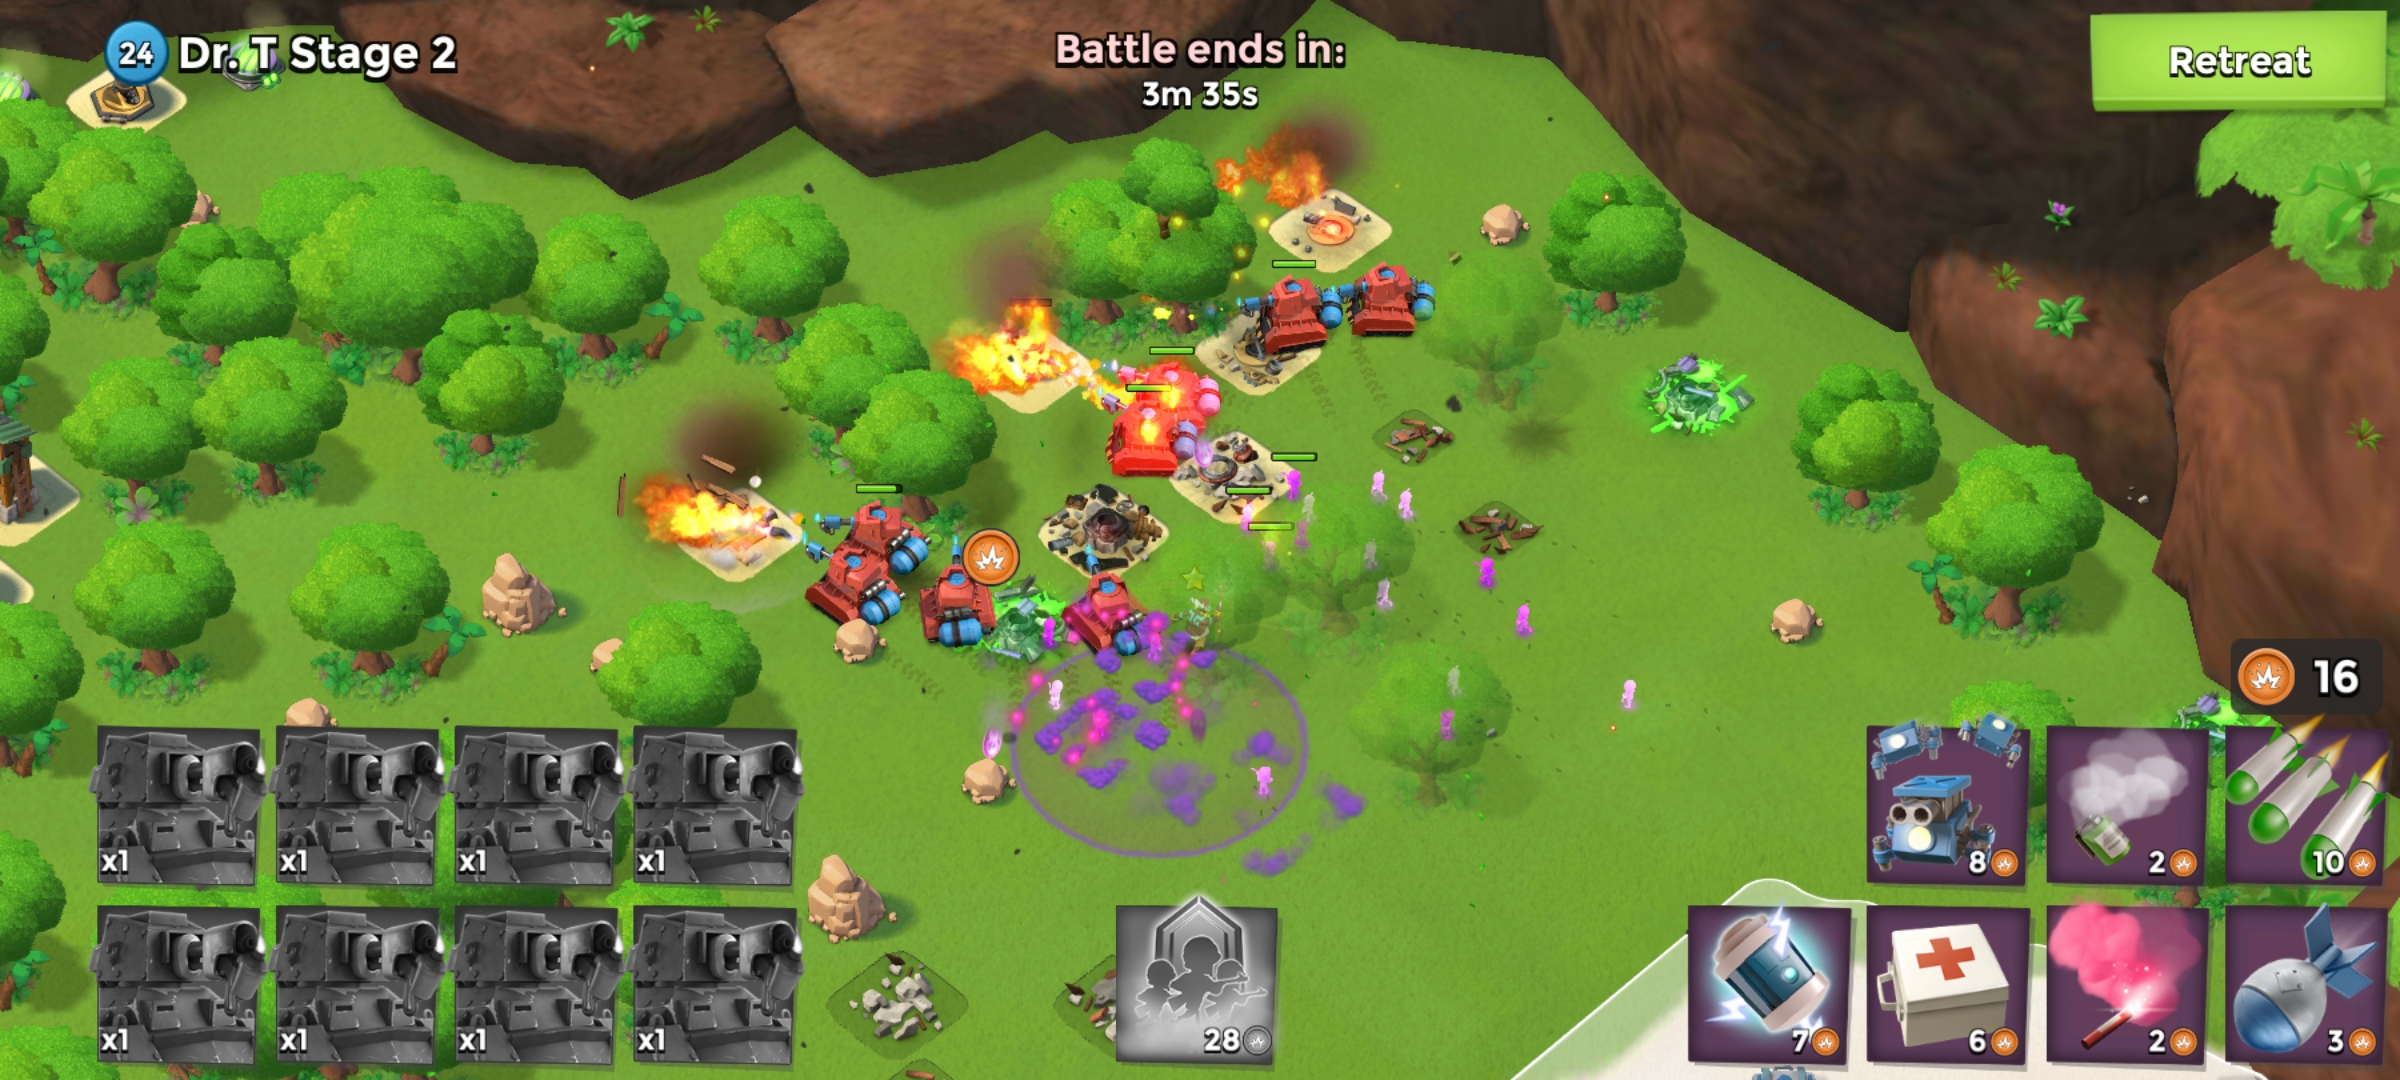 24 Dr. T Stage 2
Battle ends in:
3m 35s
Retreat
16
8
2
10
x1
x1
x1
x1
x1
x1
x1
x1
28
7
6
2
3